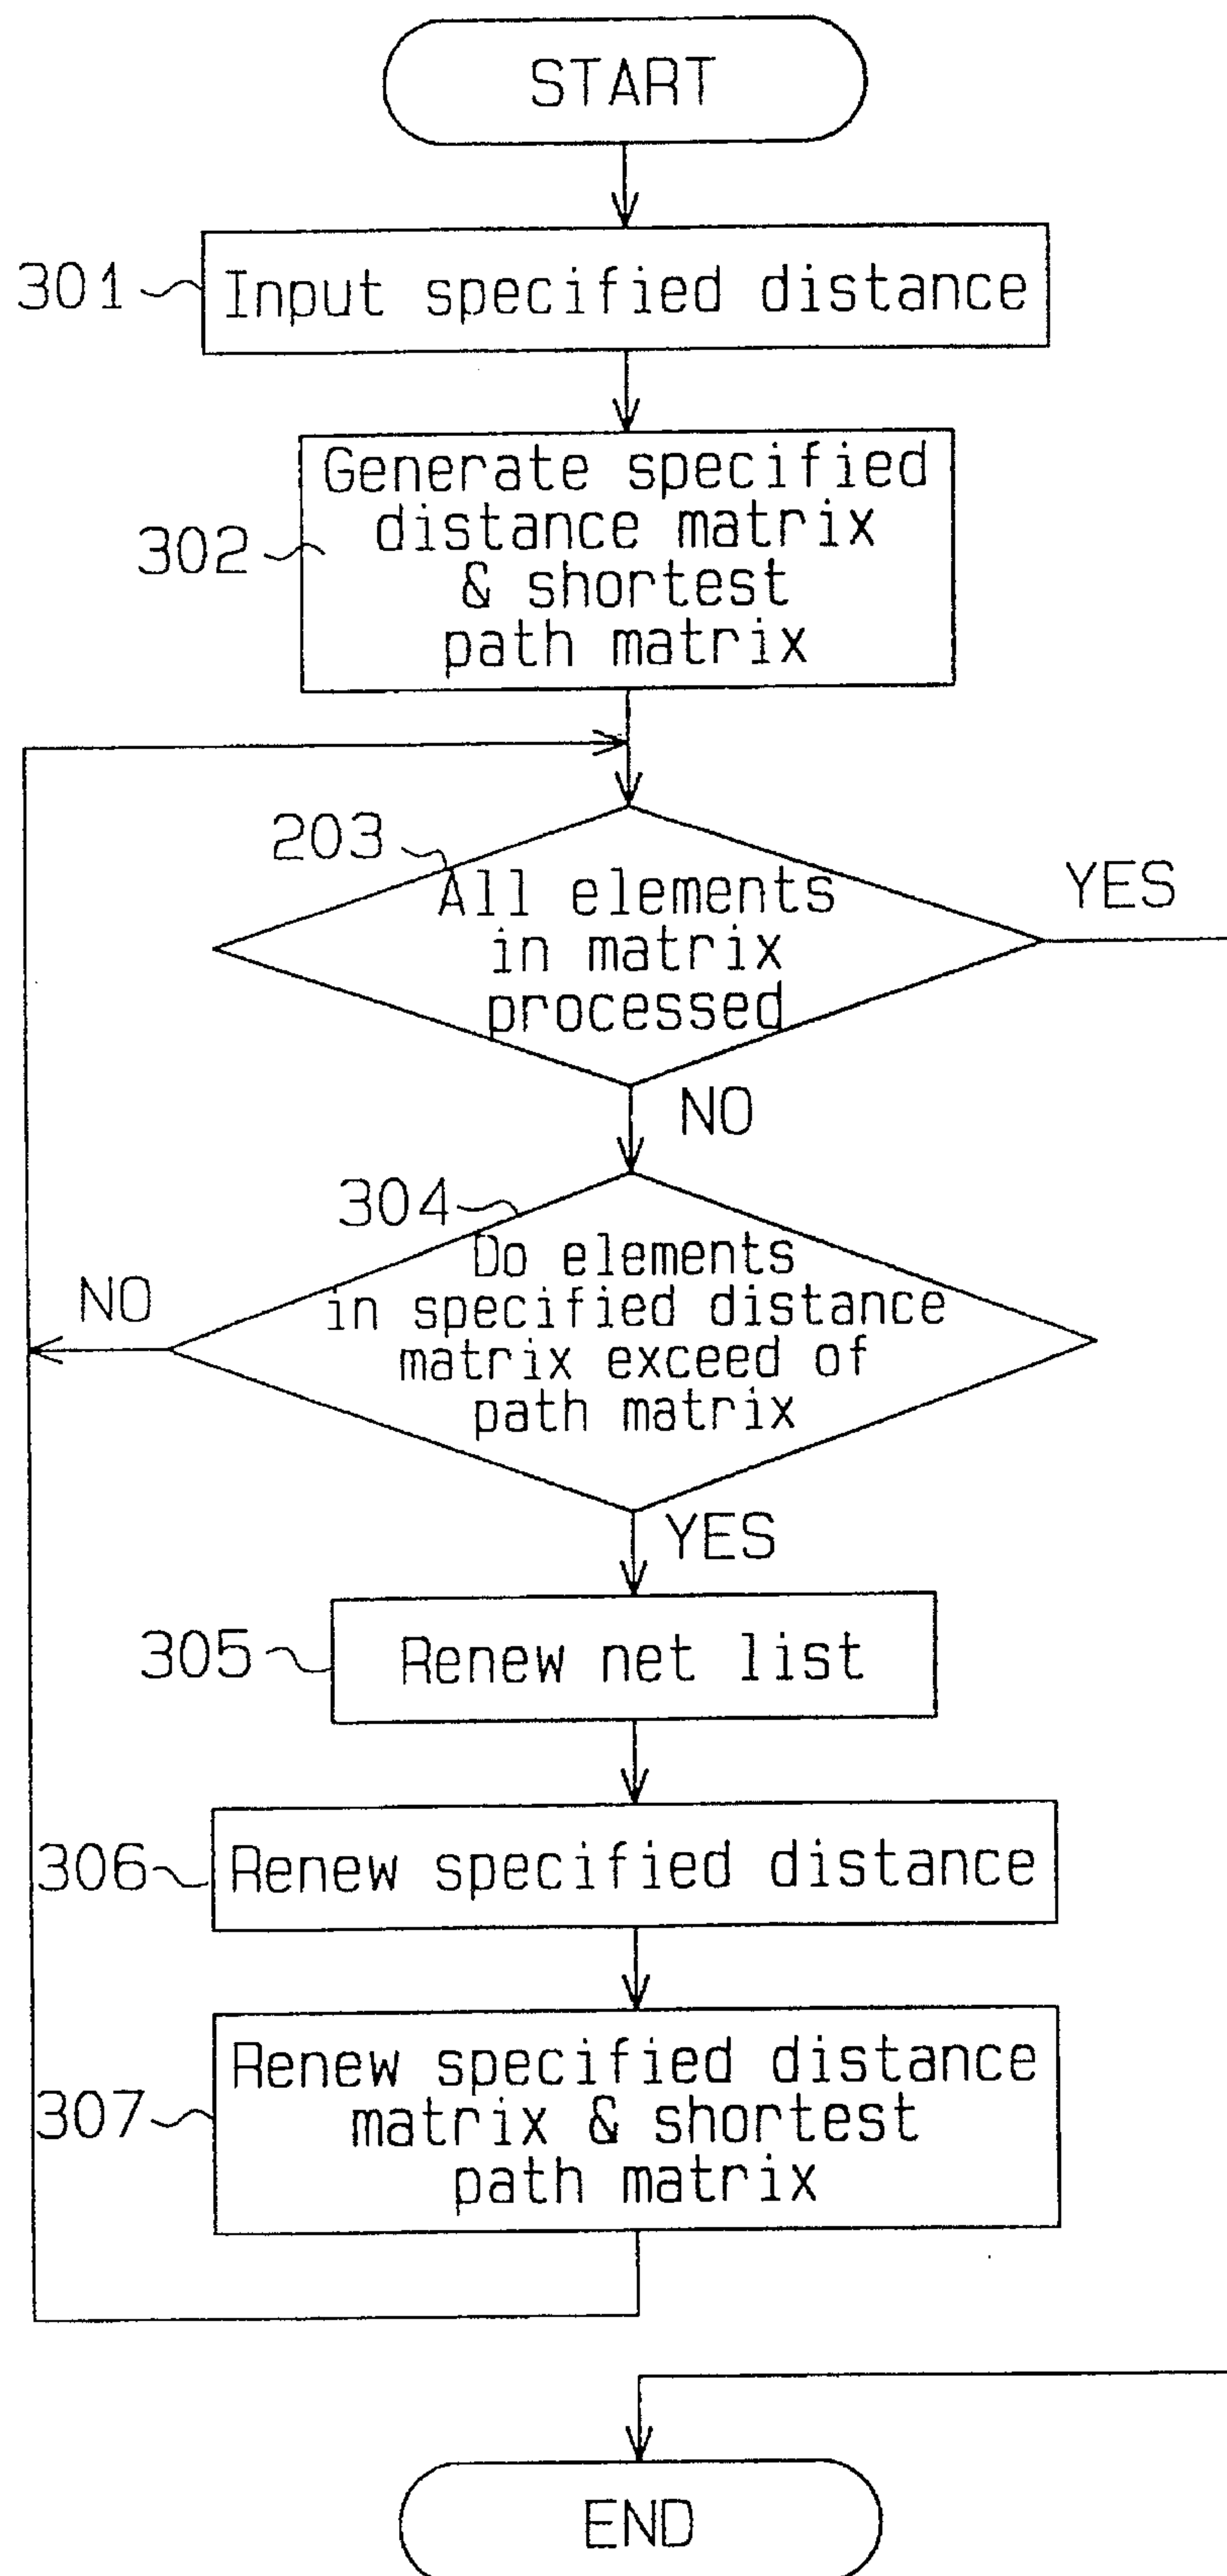 START
301
Input specified distance
302
Generate specified
distance matrix
& shortest
path matrix
203
All elements
in matrix
processed
YES
NO
304
Do elements
in specified distance
matrix exceed of
path matrix
NO
YES
305
Renew net list
306
Renew specified distance
307
Renew specified distance
matrix & shortest
path matrix
END